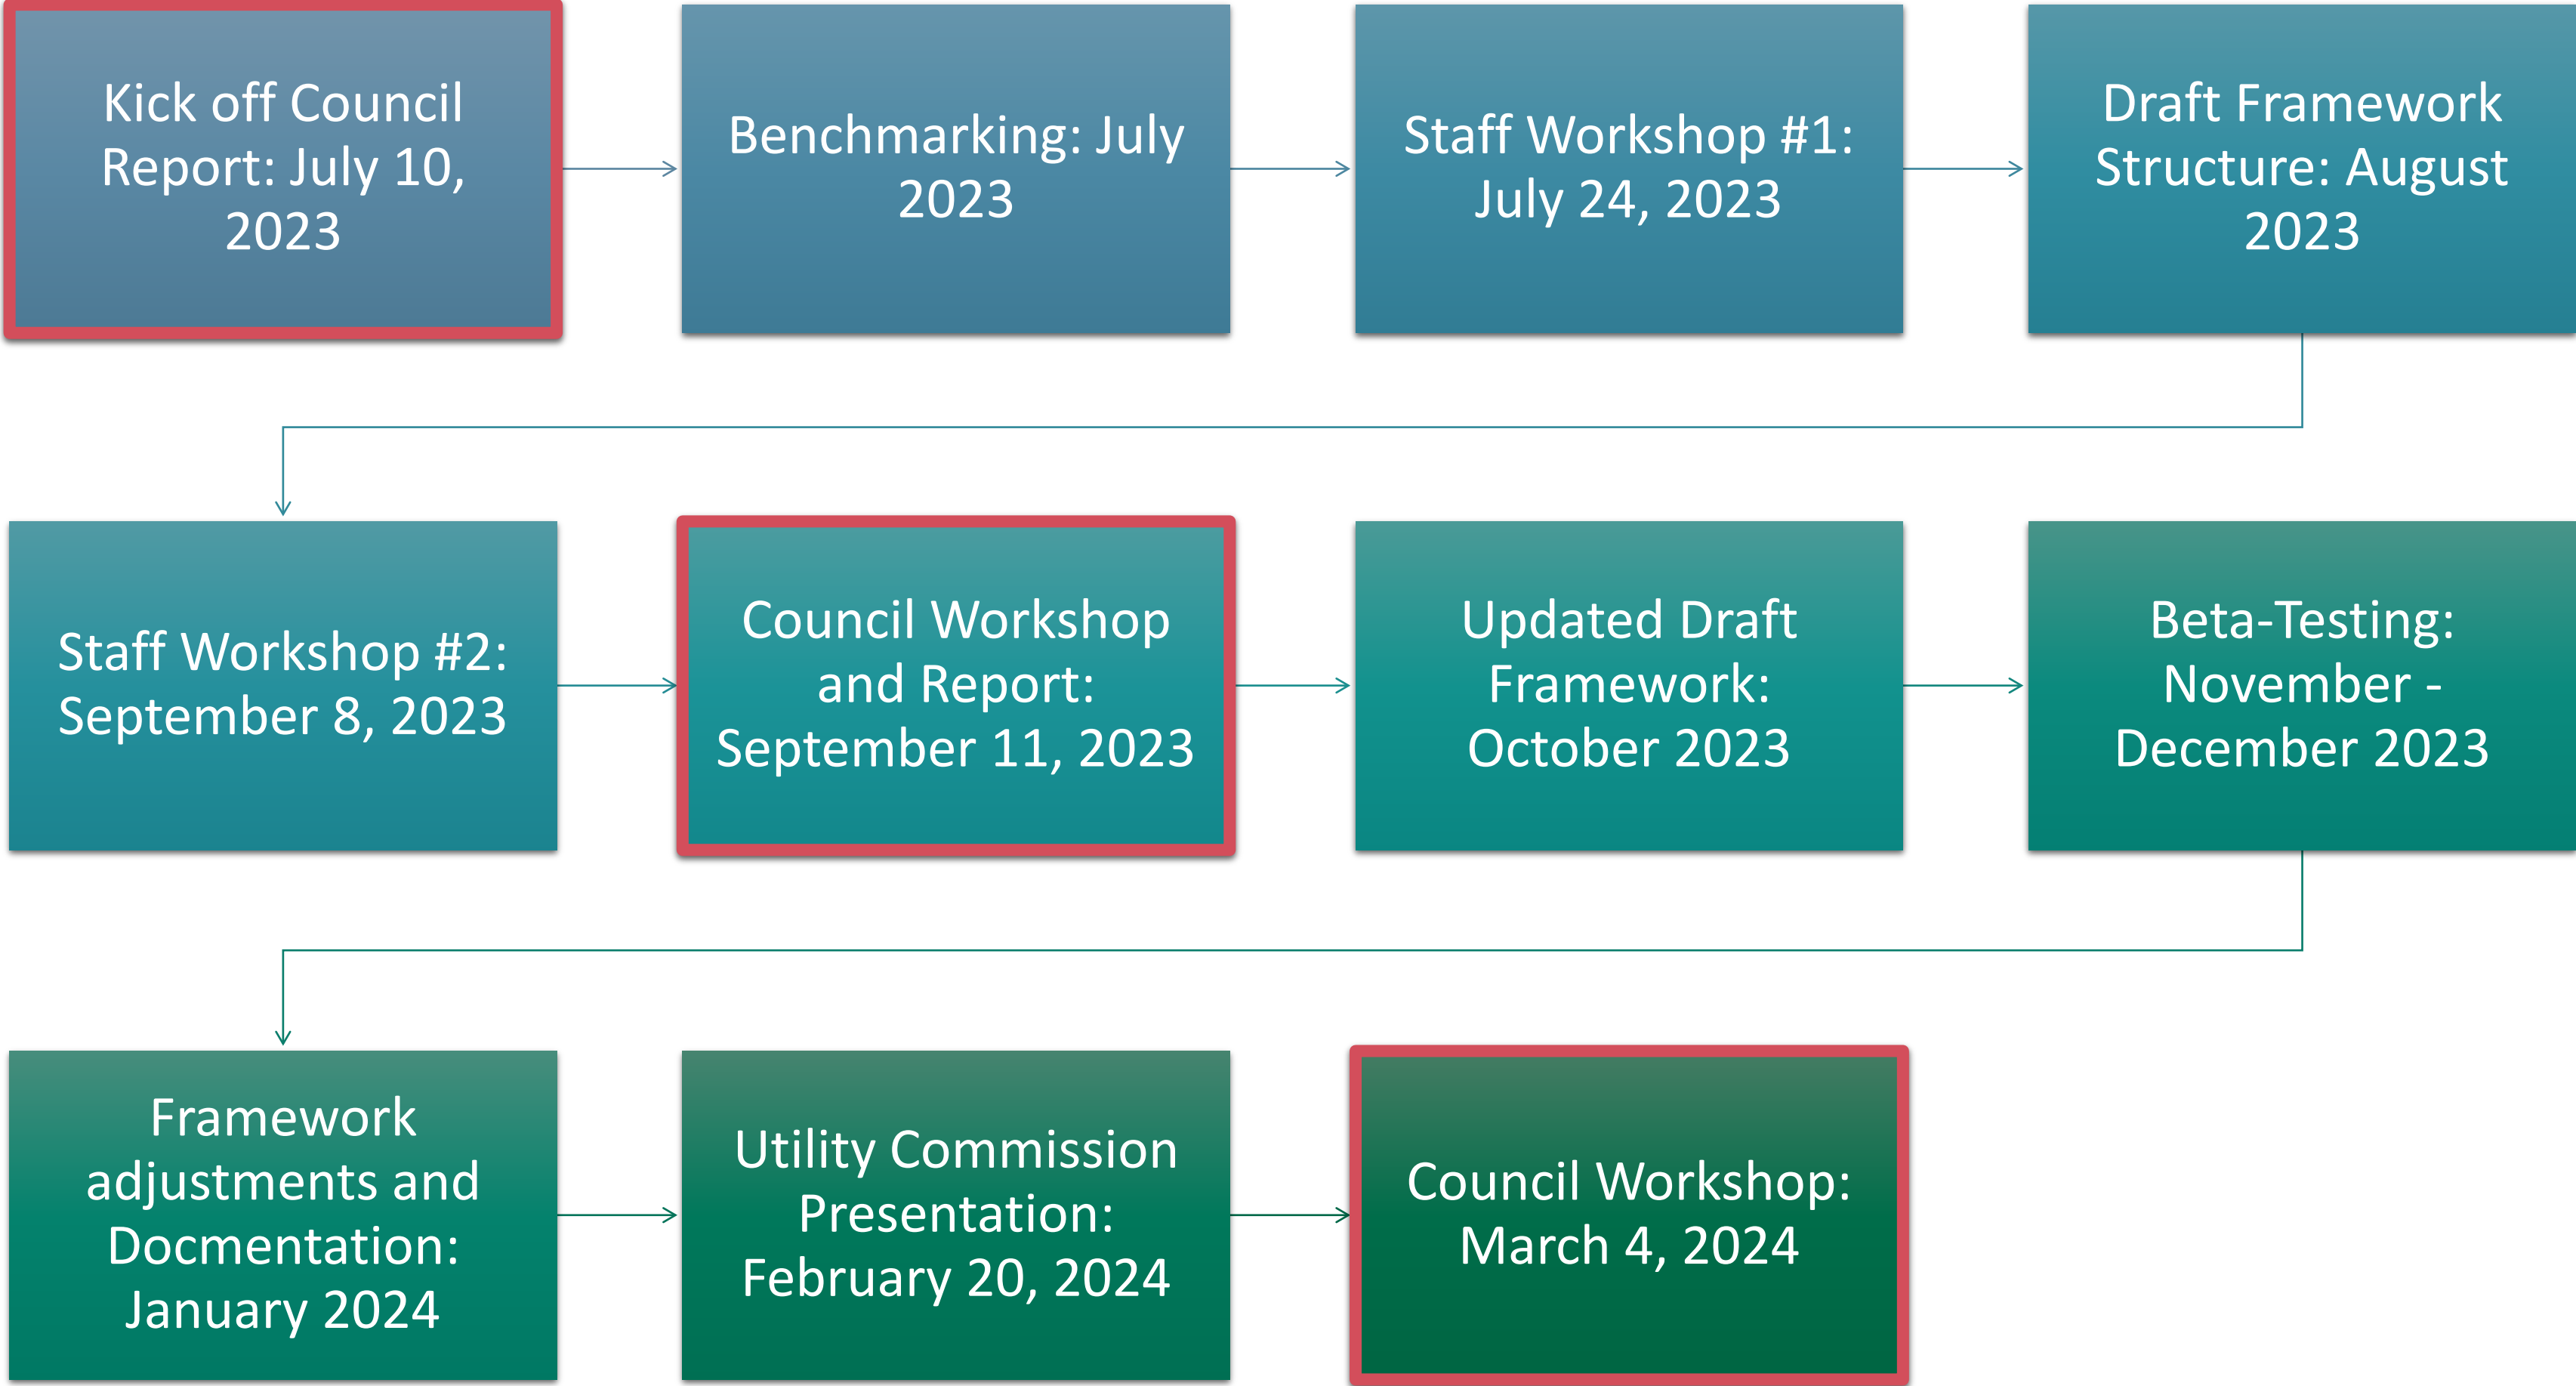 Kick off Council
Report: July 10,
2023
Benchmarking: July
2023
Staff Workshop #1:
July 24, 2023
Draft Framework
Structure: August
2023
Staff Workshop #2:
September 8, 2023
Council Workshop
and Report:
September 11, 2023
Updated Draft
Framework:
October 2023
Beta-Testing:
November -
December 2023
Framework
adjustments and
Docmentation:
January 2024
Utility Commission
Presentation:
February 20, 2024
Council Workshop:
March 4, 2024